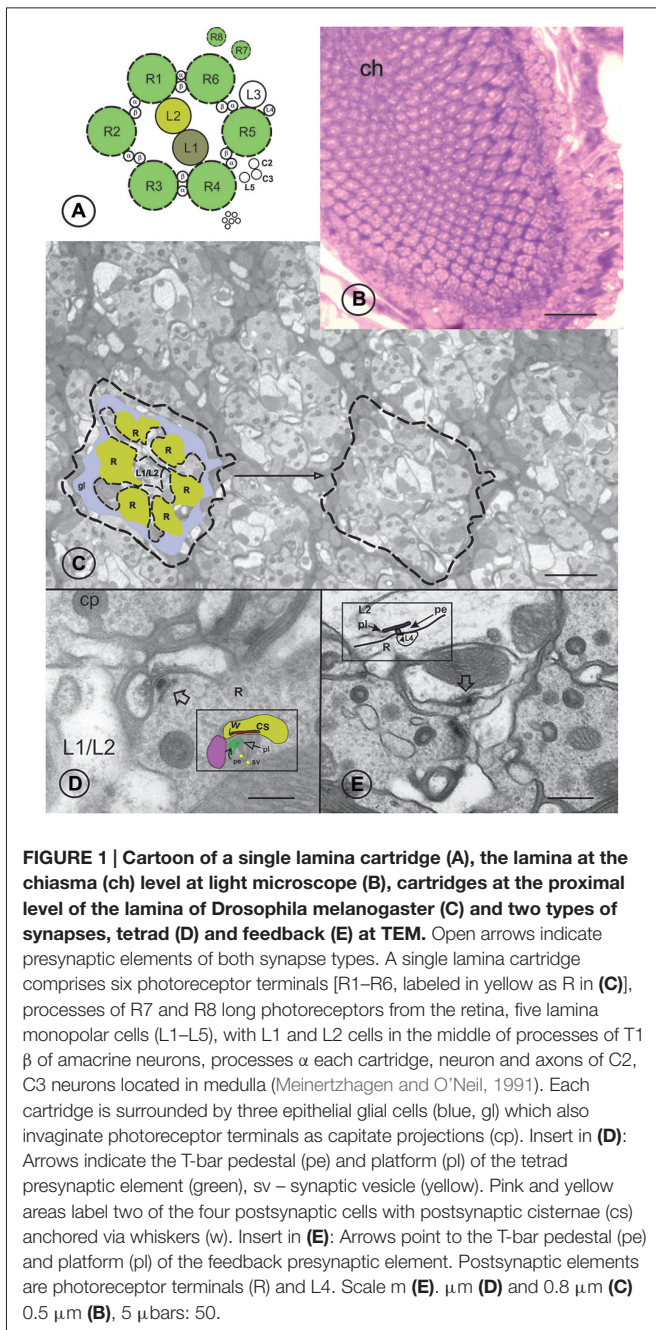 R8
R7
R1
R6
α
β
α
β
L3
L4
L2
β
α
α
β
R2
R5
L1
α
β
β
α
C2
C3
L5
R3
β
α
R4
A
ch
B
R
R
R
R
L1/L2
gl
R
R
R
C
cp
R
L1/L2
W
CS
pl
pe
sv
D
L2
pe
pl
L4
R
E
FIGURE 1 | Cartoon of a single lamina cartridge (A), the lamina at the
chiasma (ch) level at light microscope (B), cartridges at the proximal
level of the lamina of Drosophila melanogaster (C) and two types of
synapses, tetrad (D) and feedback (E) at TEM. Open arrows indicate
presynaptic elements of both synapse types. A single lamina cartridge
comprises six photoreceptor terminals [R1–R6, labeled in yellow as R in (C)],
processes of R7 and R8 long photoreceptors from the retina, five lamina
monopolar cells (L1–L5), with L1 and L2 cells in the middle of processes of T1
β of amacrine neurons, processes α each cartridge, neuron and axons of C2,
C3 neurons located in medulla (Meinertzhagen and O'Neil, 1991). Each
cartridge is surrounded by three epithelial glial cells (blue, gl) which also
invaginate photoreceptor terminals as capitate projections (cp). Insert in (D):
Arrows indicate the T-bar pedestal (pe) and platform (pl) of the tetrad
presynaptic element (green), sv – synaptic vesicle (yellow). Pink and yellow
areas label two of the four postsynaptic cells with postsynaptic cisternae (cs)
anchored via whiskers (w). Insert in (E): Arrows point to the T-bar pedestal (pe)
and platform (pl) of the feedback presynaptic element. Postsynaptic elements
are photoreceptor terminals (R) and L4. Scale m (E). μm (D) and 0.8 μm (C)
0.5 μm (B), 5 μbars: 50.